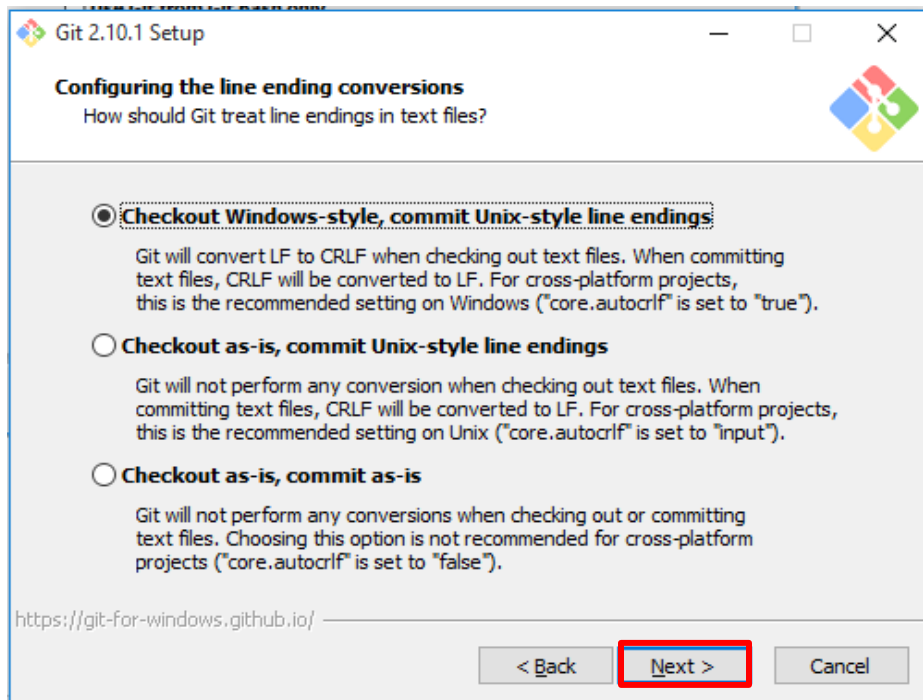 Use Git from Git Bash only
Git 2.10.1 Setup
Configuring the line ending conversions
How should Git treat line endings in text files?
Checkout Windows-style, commit Unix-style line endings
Git will convert LF to CRLF when checking out text files. When committing
text files, CRLF will be converted to LF. For cross-platform projects,
this is the recommended setting on Windows ("core.autocrlf" is set to "true").
Checkout as-is, commit Unix-style line endings
Git will not perform any conversion when checking out text files. When
committing text files, CRLF will be converted to LF. For cross-platform projects,
this is the recommended setting on Unix ("core.autocrlf" is set to "input").
Checkout as-is, commit as-is
Git will not perform any conversions when checking out or committing
text files. Choosing this option is not recommended for cross-platform
projects ("core.autocrlf" is set to "false").
https://git-for-windows.github.io/
< Back Next > Cancel